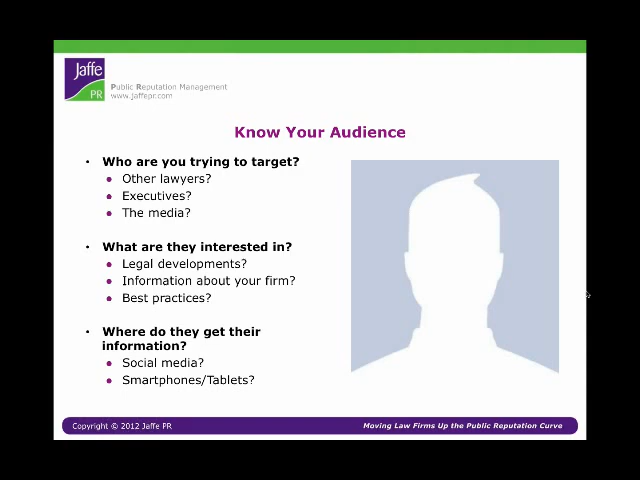 Jaffe
PR
Public Reputation Management
www.jaffepr.com
Know Your Audience
• Who are you trying to target?
• Other lawyers?
• Executives?
• The media?
• What are they interested in?
• Legal developments?
• Information about your firm?
• Best practices?
• Where do they get their
information?
• Social media?
• Smartphones/Tablets?
Copyright © 2012 Jaffe PR
Moving Law Firms Up the Public Reputation Curve